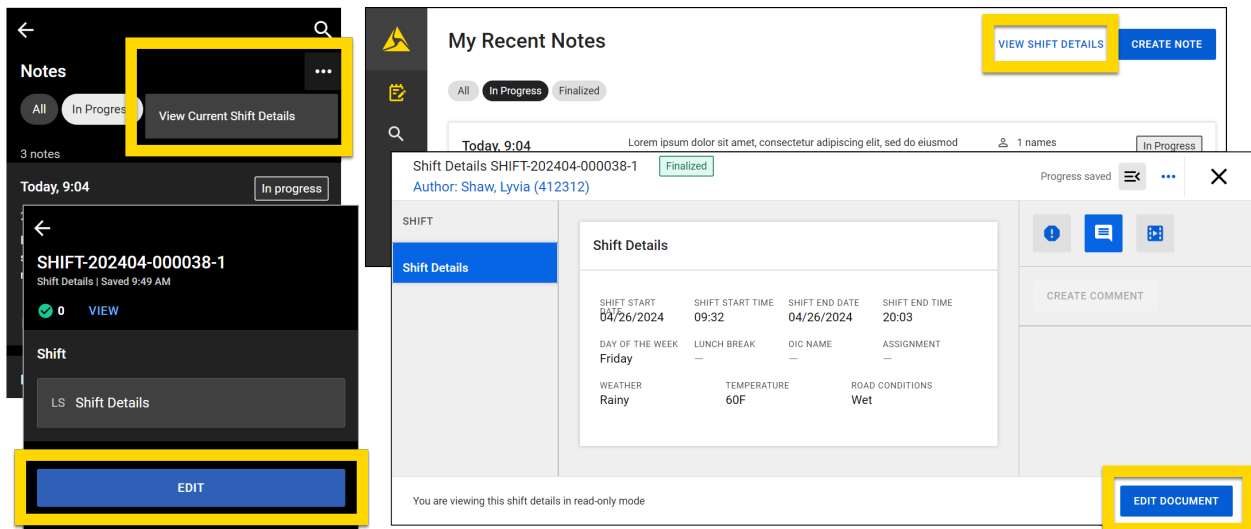 Notes
View Current Shift Details
All
In Progres
3 notes
Today, 9:04
In progress
SHIFT-202404-000038-1
Shift Details | Saved 9:49 AM
0 VIEW
Shift
LS Shift Details
EDIT
My Recent Notes
VIEW SHIFT DETAILS
CREATE NOTE
All
In Progress
Finalized
Today, 9:04
Lorem ipsum dolor sit amet, consectetur adipiscing elit, sed do eiusmod
1 names
In Progress
Shift Details SHIFT-202404-000038-1
Finalized
Author: Shaw, Lyvia (412312)
Progress saved
SHIFT
Shift Details
Shift Details
SHIFT START DATE
04/26/2024
SHIFT START TIME
09:32
SHIFT END DATE
04/26/2024
SHIFT END TIME
20:03
DAY OF THE WEEK
Friday
LUNCH BREAK
—
OIC NAME
—
ASSIGNMENT
—
WEATHER
Rainy
TEMPERATURE
60F
ROAD CONDITIONS
Wet
CREATE COMMENT
You are viewing this shift details in read-only mode
EDIT DOCUMENT